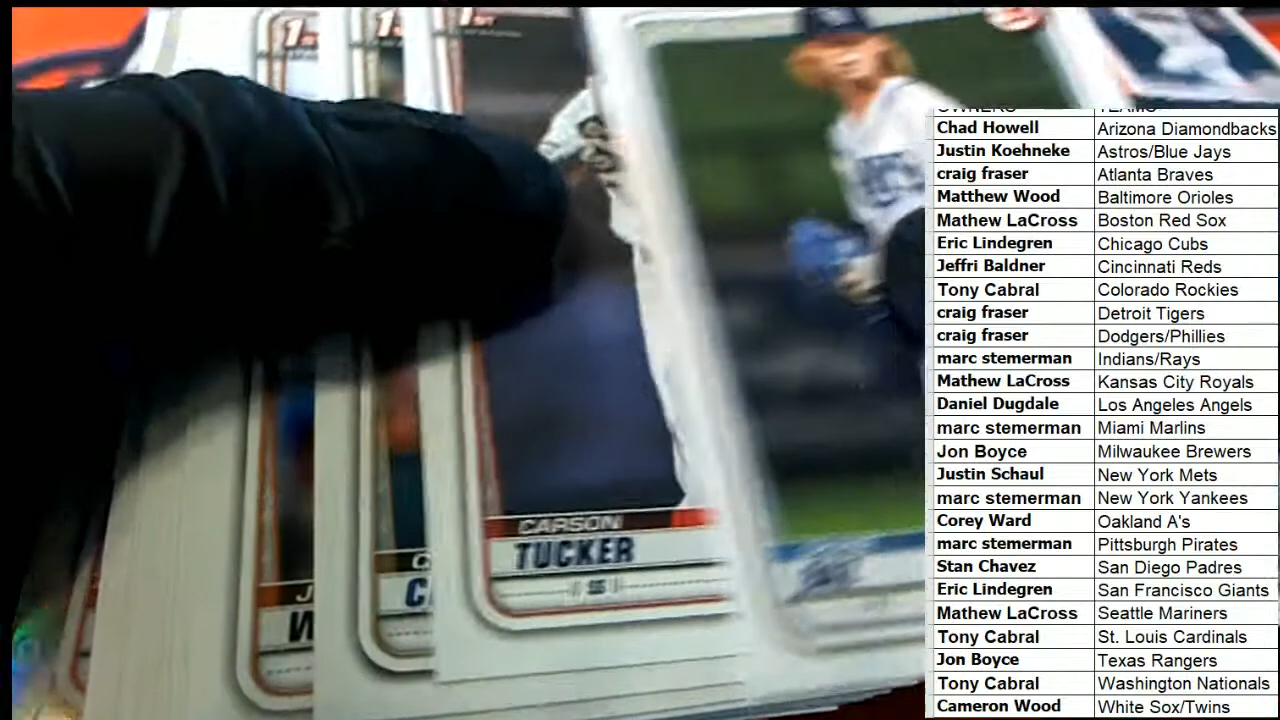 1ST
1ST
1ST
OWNERS TEAMS
Chad Howell Arizona Diamondbacks
Justin Koehneke Astros/Blue Jays
craig fraser Atlanta Braves
Matthew Wood Baltimore Orioles
Mathew LaCross Boston Red Sox
Eric Lindegren Chicago Cubs
Jeffri Baldner Cincinnati Reds
Tony Cabral Colorado Rockies
craig fraser Detroit Tigers
craig fraser Dodgers/Phillies
marc stemerman Indians/Rays
Mathew LaCross Kansas City Royals
Daniel Dugdale Los Angeles Angels
marc stemerman Miami Marlins
Jon Boyce Milwaukee Brewers
Justin Schaul New York Mets
marc stemerman New York Yankees
Corey Ward Oakland A's
marc stemerman Pittsburgh Pirates
Stan Chavez San Diego Padres
Eric Lindegren San Francisco Giants
Mathew LaCross Seattle Mariners
Tony Cabral St. Louis Cardinals
Jon Boyce Texas Rangers
Tony Cabral Washington Nationals
Cameron Wood White Sox/Twins
CARSON
TUCKER
SS